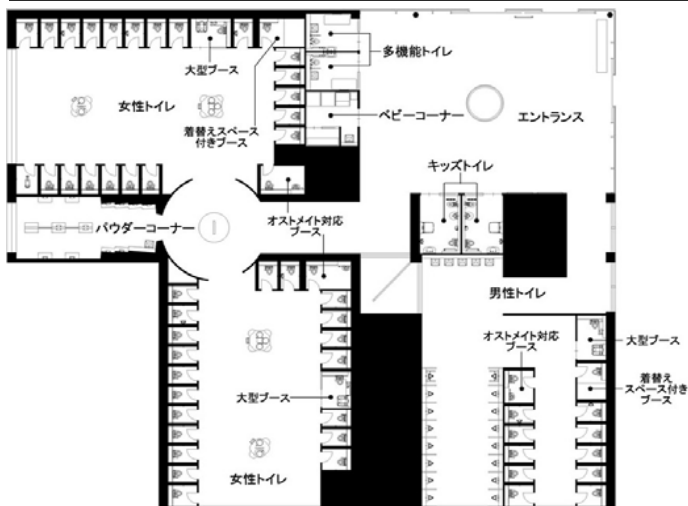 大型ブース
女性トイレ
着替えスペース
付きブース
多機能トイレ
ベビーコーナー
エントランス
キッズトイレ
オストメイト対応
ブース
パウダーコーナー
男性トイレ
オストメイト対応
ブース
大型ブース
着替え
スペース付き
ブース
大型ブース
女性トイレ